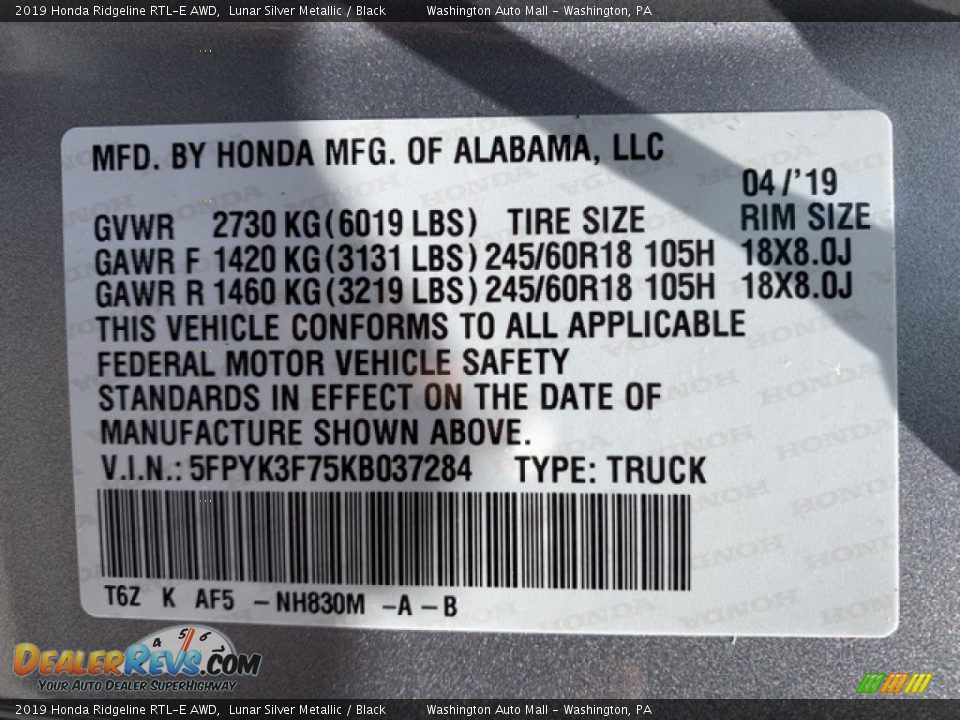 2019 Honda Ridgeline RTL-E AWD,  Lunar Silver Metallic / Black    Washington Auto Mall - Washington, PA
MFD. BY HONDA MFG. OF ALABAMA, LLC
04/'19
GVWR 2730 KG(6019 LBS) TIRE SIZE RIM SIZE
GAWR F 1420 KG(3131 LBS) 245/60R18 105H 18X8.0J
GAWR R 1460 KG(3219 LBS) 245/60R18 105H 18X8.0J
THIS VEHICLE CONFORMS TO ALL APPLICABLE
FEDERAL MOTOR VEHICLE SAFETY
STANDARDS IN EFFECT ON THE DATE OF
MANUFACTURE SHOWN ABOVE.
V.I.N.: 5FPYK3F75KB037284 TYPE: TRUCK
T6Z K AF5 -NH830M -A -B
4 5 6
DEALERREVS.COM
YOUR AUTO DEALER SUPERHIGHWAY
2019 Honda Ridgeline RTL-E AWD,  Lunar Silver Metallic / Black    Washington Auto Mall - Washington, PA